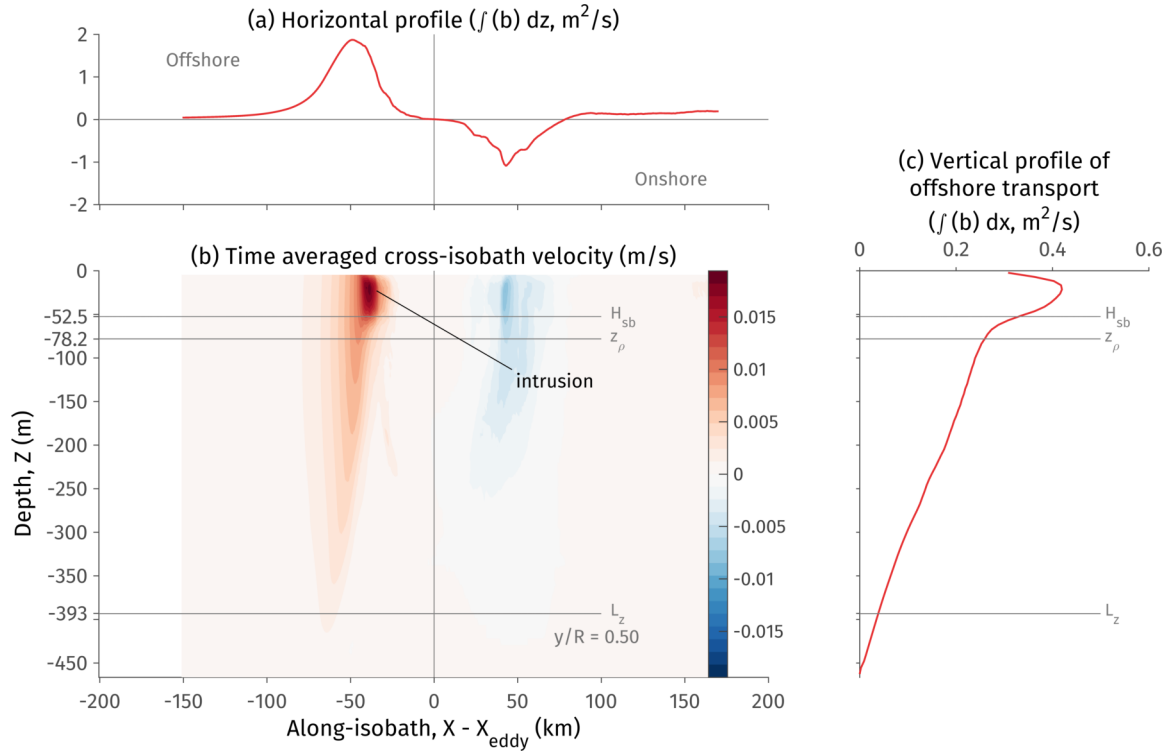 (a) Horizontal profile (∫(b) dz, m²/s)
2
1
0
-1
-2
Offshore
Onshore
(b) Time averaged cross-isobath velocity (m/s)
0
-52.5
-78.2
-100
-150
-200
-250
-300
-350
-393
-450
Depth, Z (m)
H_sb
z_ρ
intrusion
L_z
y/R = 0.50
-200
-150
-100
-50
0
50
100
150
200
Along-isobath, X - X_eddy (km)
0.015
0.01
0.005
0
-0.005
-0.01
-0.015
(c) Vertical profile of
offshore transport
(∫(b) dx, m²/s)
0
0.2
0.4
0.6
H_sb
z_ρ
L_z